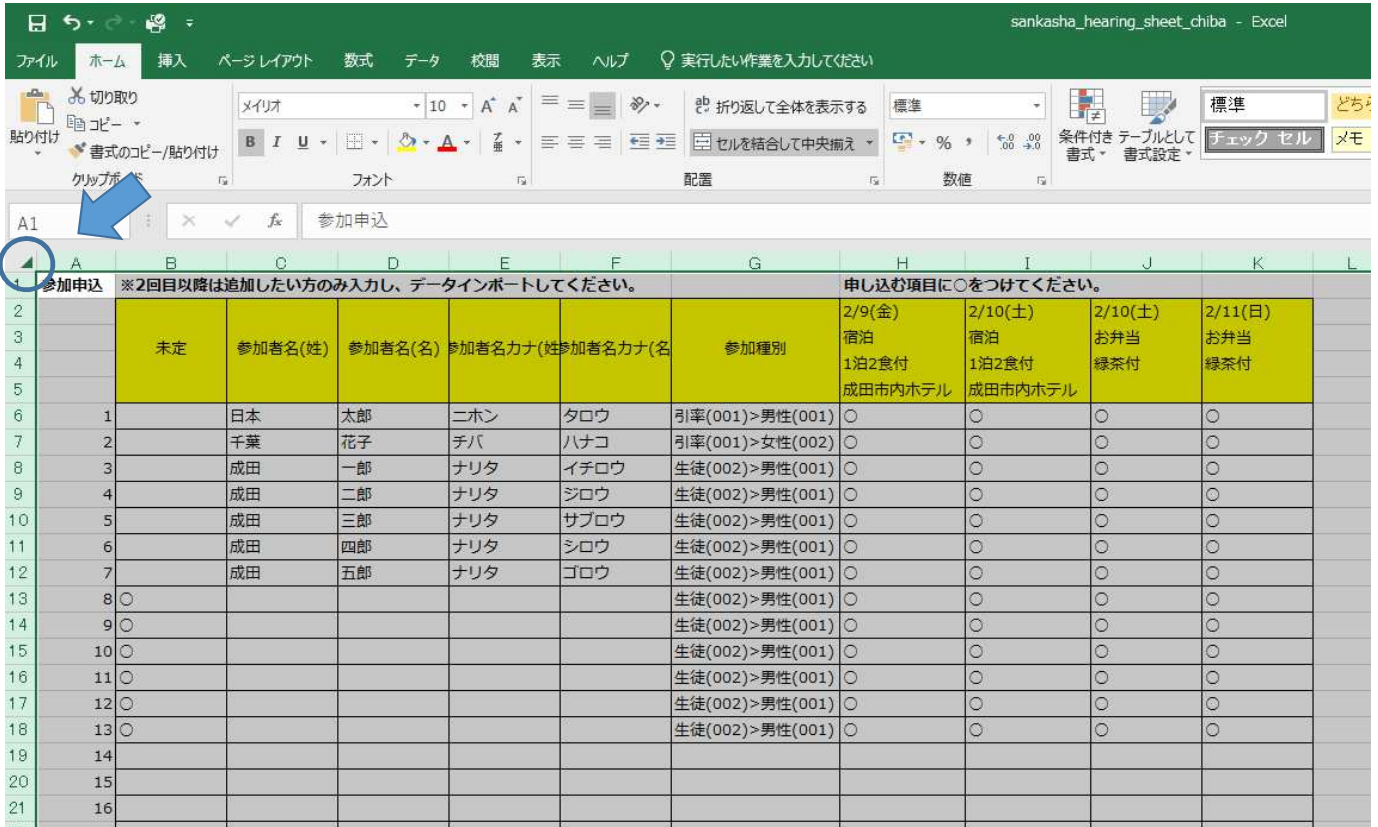 sankasha_hearing_sheet_chiba - Excel
ファイル ホーム 挿入 ページ レイアウト 数式 データ 校閲 表示 ヘルプ 実行したい作業を入力してください
切り取り
コピー
書式のコピー/貼り付け
貼り付け
クリップボード
メイリオ 10 A A
B I U A
フォント
折り返して全体を表示する
セルを結合して中央揃え
配置
標準
% ,
数値
条件付き書式
テーブルとして書式設定
標準
チェック セル
メモ
A1 fx 参加申込
A B C D E F G H I J K L
1 参加申込 ※2回目以降は追加したい方のみ入力し、データインポートしてください。 申し込む項目に○をつけてください。
2 2/9(金) 2/10(土) 2/10(土) 2/11(日)
3 宿泊 宿泊 お弁当 お弁当
未定 参加者名(姓) 参加者名(名) 参加者名カナ(姓 参加者名カナ(名 参加種別
4 1泊2食付 1泊2食付 緑茶付 緑茶付
5 成田市内ホテル 成田市内ホテル
6 1 日本 太郎 ニホン タロウ 引率(001)>男性(001) ○ ○ ○ ○
7 2 千葉 花子 チバ ハナコ 引率(001)>女性(002) ○ ○ ○ ○
8 3 成田 一郎 ナリタ イチロウ 生徒(002)>男性(001) ○ ○ ○ ○
9 4 成田 二郎 ナリタ ジロウ 生徒(002)>男性(001) ○ ○ ○ ○
10 5 成田 三郎 ナリタ サブロウ 生徒(002)>男性(001) ○ ○ ○ ○
11 6 成田 四郎 ナリタ シロウ 生徒(002)>男性(001) ○ ○ ○ ○
12 7 成田 五郎 ナリタ ゴロウ 生徒(002)>男性(001) ○ ○ ○ ○
13 8 ○ 生徒(002)>男性(001) ○ ○ ○ ○
14 9 ○ 生徒(002)>男性(001) ○ ○ ○ ○
15 10 ○ 生徒(002)>男性(001) ○ ○ ○ ○
16 11 ○ 生徒(002)>男性(001) ○ ○ ○ ○
17 12 ○ 生徒(002)>男性(001) ○ ○ ○ ○
18 13 ○ 生徒(002)>男性(001) ○ ○ ○ ○
19 14
20 15
21 16